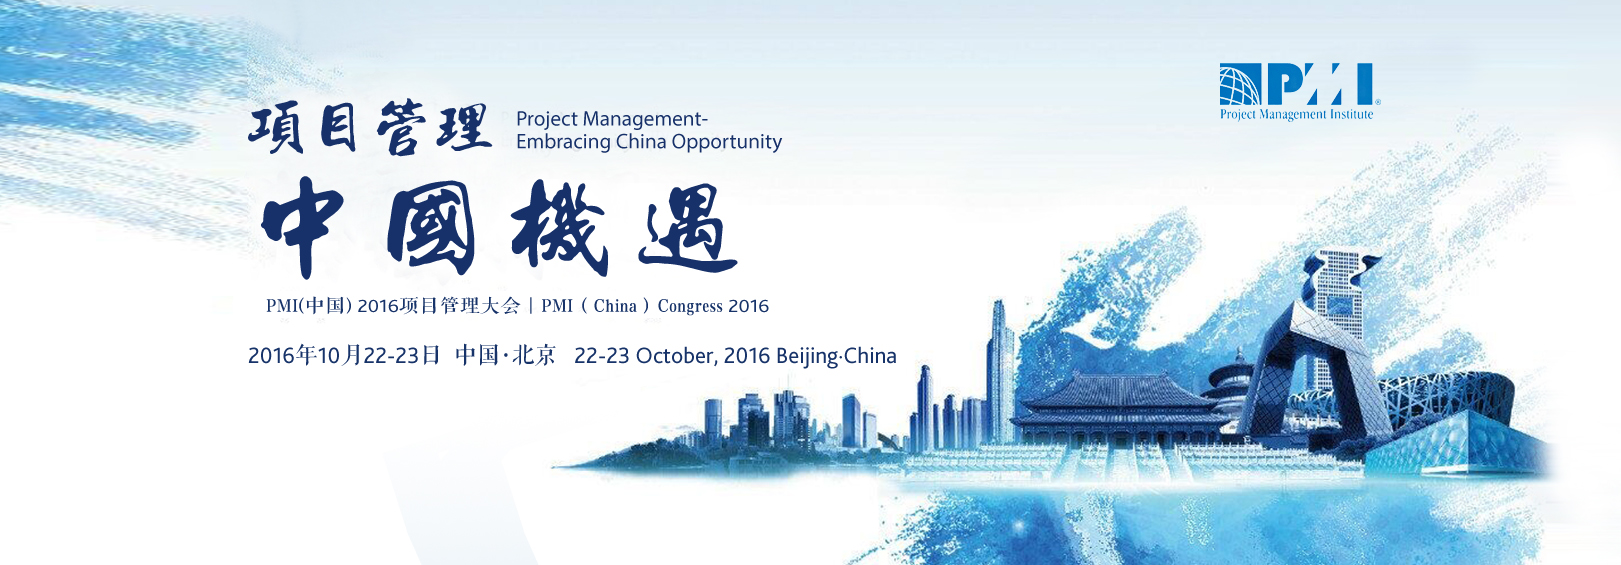 項目管理
Project Management-
Embracing China Opportunity
中國機遇
PMI(中国) 2016项目管理大会 | PMI ( China ) Congress 2016
2016年10月22-23日 中国·北京 22-23 October, 2016 Beijing·China
PMI®
Project Management Institute